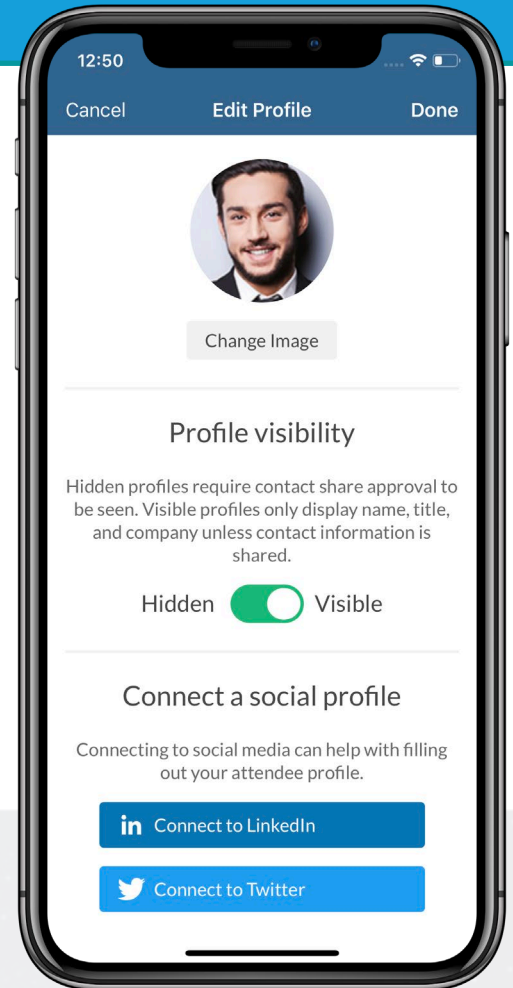 12:50
Cancel Edit Profile Done
Change Image
Profile visibility
Hidden profiles require contact share approval to
be seen. Visible profiles only display name, title,
and company unless contact information is
shared.
Hidden Visible
Connect a social profile
Connecting to social media can help with filling
out your attendee profile.
in Connect to LinkedIn
Connect to Twitter